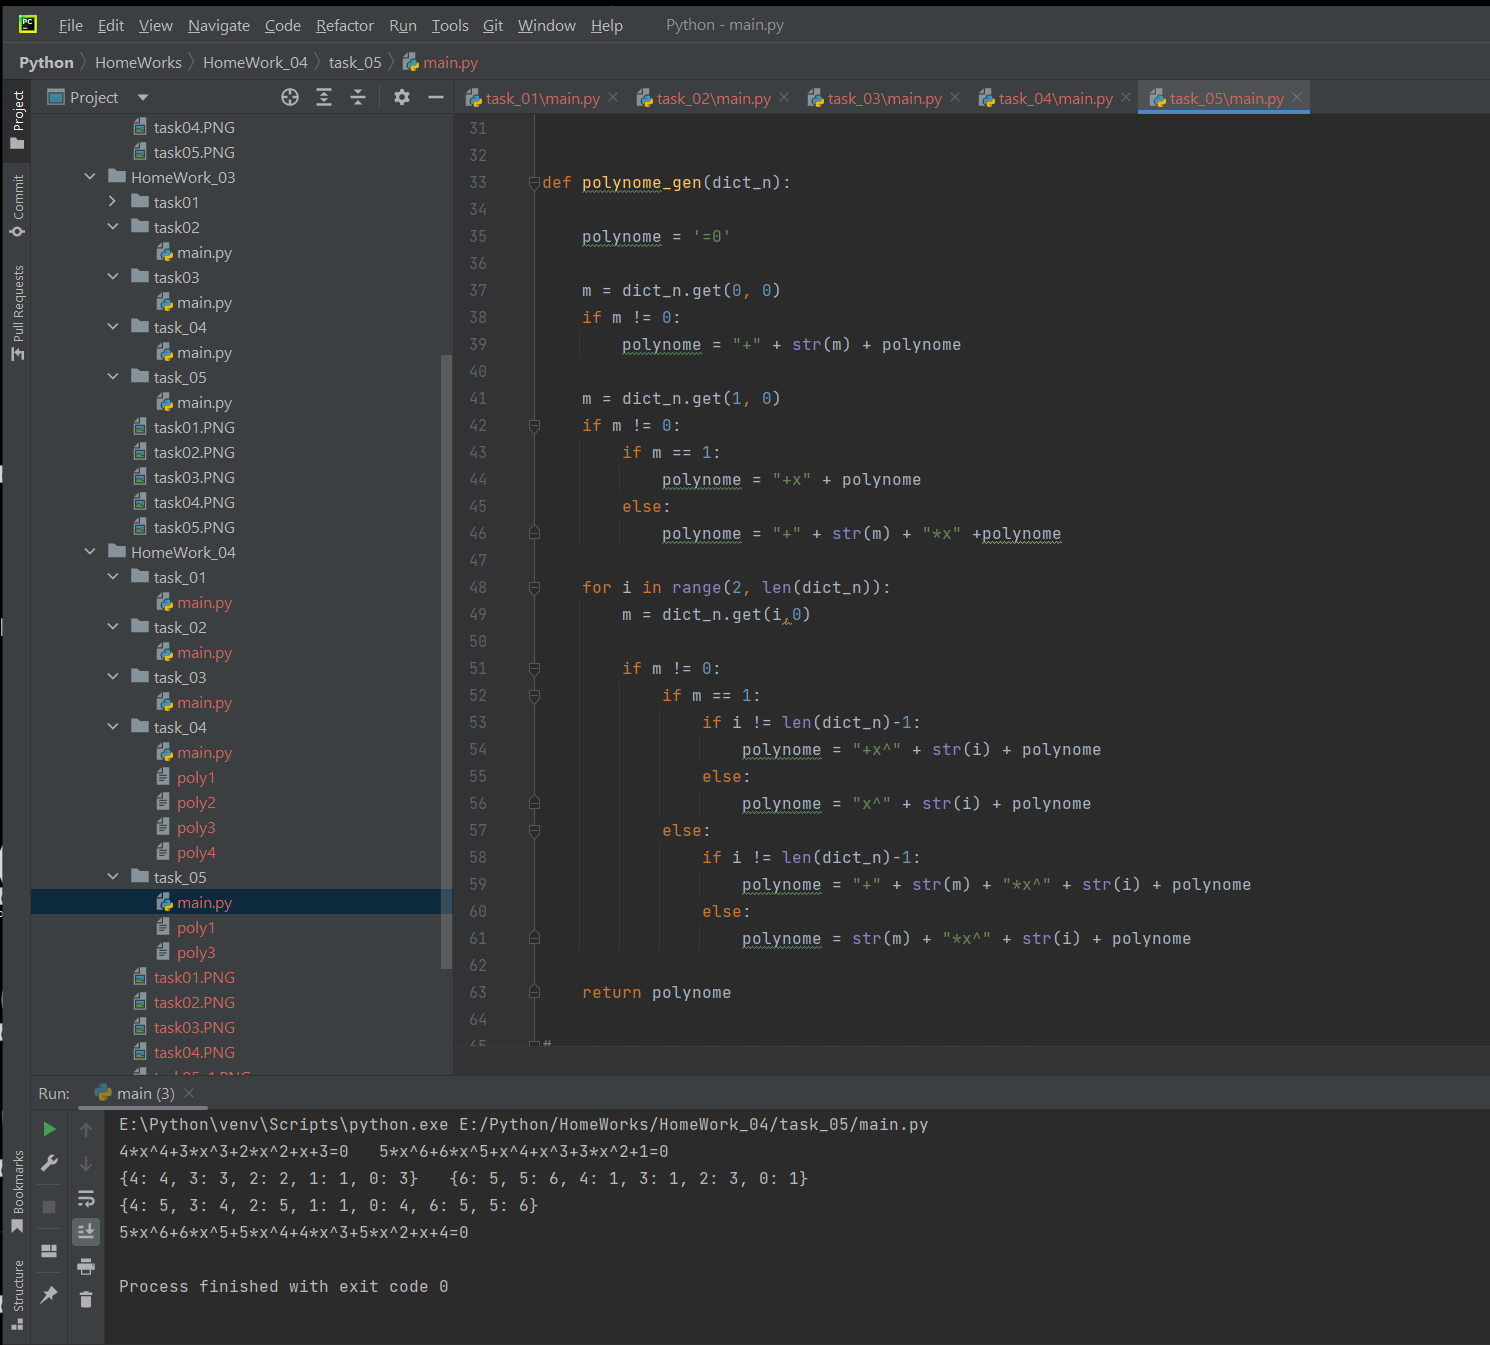 File Edit View Navigate Code Refactor Run Tools Git Window Help Python - main.py
Python HomeWorks HomeWork_04 task_05 main.py
Project
Commit
Pull Requests
Bookmarks
Structure
Project
task04.PNG
task05.PNG
HomeWork_03
task01
task02
main.py
task03
main.py
task_04
main.py
task_05
main.py
task01.PNG
task02.PNG
task03.PNG
task04.PNG
task05.PNG
HomeWork_04
task_01
main.py
task_02
main.py
task_03
main.py
task_04
main.py
poly1
poly2
poly3
poly4
task_05
main.py
poly1
poly3
task01.PNG
task02.PNG
task03.PNG
task04.PNG
task_01\main.py task_02\main.py task_03\main.py task_04\main.py task_05\main.py
31
32
33 def polynome_gen(dict_n):
34
35     polynome = '=0'
36
37     m = dict_n.get(0, 0)
38     if m != 0:
39         polynome = "+" + str(m) + polynome
40
41     m = dict_n.get(1, 0)
42     if m != 0:
43         if m == 1:
44             polynome = "+x" + polynome
45         else:
46             polynome = "+" + str(m) + "*x" +polynome
47
48     for i in range(2, len(dict_n)):
49         m = dict_n.get(i,0)
50
51         if m != 0:
52             if m == 1:
53                 if i != len(dict_n)-1:
54                     polynome = "+x^" + str(i) + polynome
55                 else:
56                     polynome = "x^" + str(i) + polynome
57             else:
58                 if i != len(dict_n)-1:
59                     polynome = "+" + str(m) + "*x^" + str(i) + polynome
60                 else:
61                     polynome = str(m) + "*x^" + str(i) + polynome
62
63     return polynome
64
65 #
Run: main (3)
E:\Python\venv\Scripts\python.exe E:/Python/HomeWorks/HomeWork_04/task_05/main.py
4*x^4+3*x^3+2*x^2+x+3=0   5*x^6+6*x^5+x^4+x^3+3*x^2+1=0
{4: 4, 3: 3, 2: 2, 1: 1, 0: 3}   {6: 5, 5: 6, 4: 1, 3: 1, 2: 3, 0: 1}
{4: 5, 3: 4, 2: 5, 1: 1, 0: 4, 6: 5, 5: 6}
5*x^6+6*x^5+5*x^4+4*x^3+5*x^2+x+4=0
Process finished with exit code 0